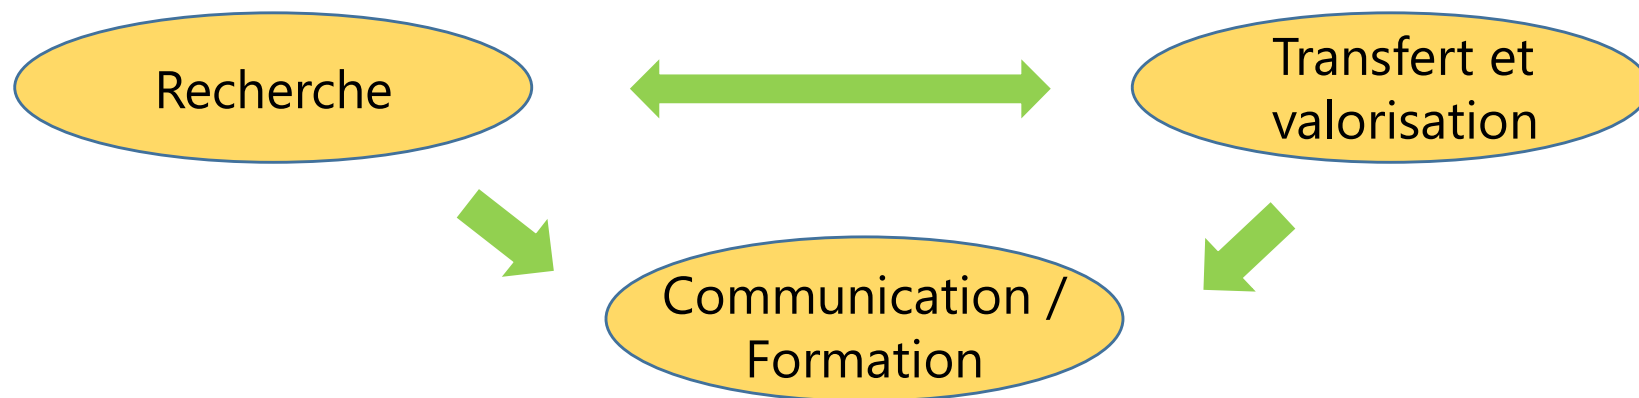 Recherche
Transfert et
valorisation
Communication /
Formation